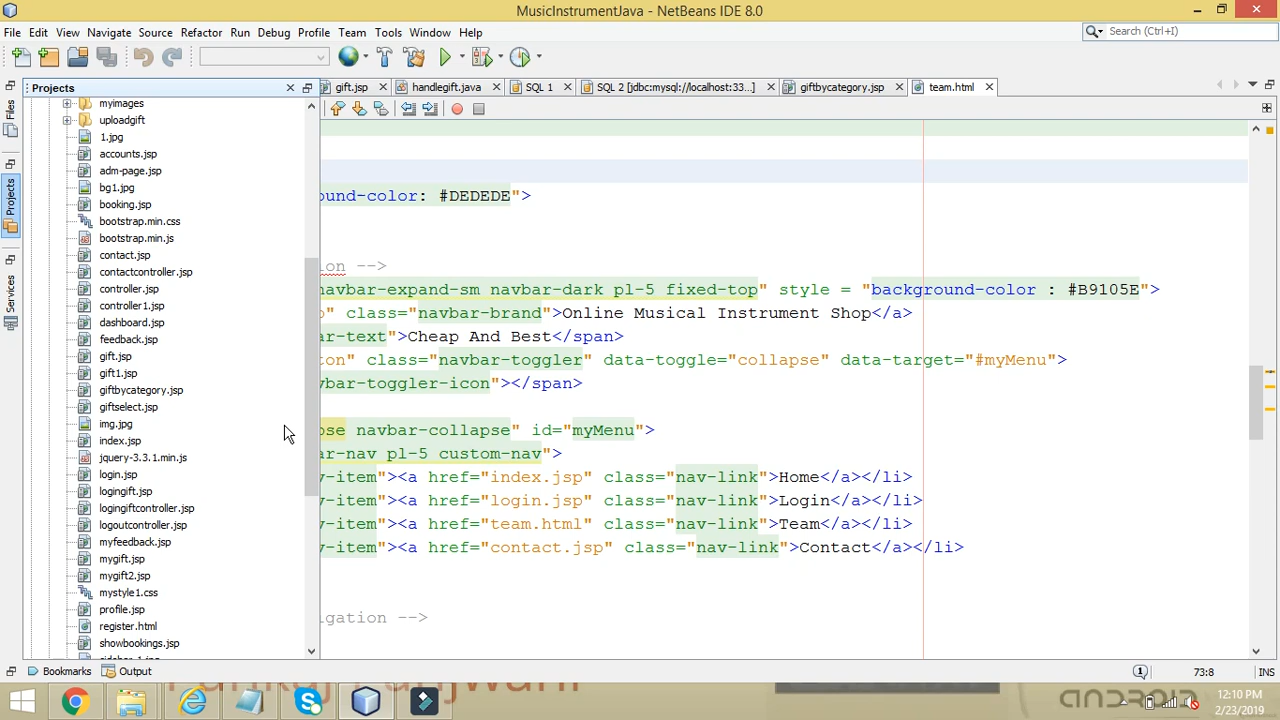 MusicInstrumentJava - NetBeans IDE 8.0
File Edit View Navigate Source Refactor Run Debug Profile Team Tools Window Help
Search (Ctrl+I)
Projects
gift.jsp handlegift.java SQL 1 SQL 2 [jdbc:mysql://localhost:33...] giftbycategory.jsp team.html
Files
Projects
Services
myimages
uploadgift
1.jpg
accounts.jsp
adm-page.jsp
bg1.jpg
booking.jsp
bootstrap.min.css
bootstrap.min.js
contact.jsp
contactcontroller.jsp
controller.jsp
controller1.jsp
dashboard.jsp
feedback.jsp
gift.jsp
gift1.jsp
giftbycategory.jsp
giftselect.jsp
img.jpg
index.jsp
jquery-3.3.1.min.js
login.jsp
logingift.jsp
logingiftcontroller.jsp
logoutcontroller.jsp
myfeedback.jsp
mygift.jsp
mygift2.jsp
mystyle1.css
profile.jsp
register.html
showbookings.jsp
ound-color: #DEDEDE">
ion -->
navbar-expand-sm navbar-dark pl-5 fixed-top" style = "background-color : #B9105E">
" class="navbar-brand">Online Musical Instrument Shop</a>
ar-text">Cheap And Best</span>
ton" class="navbar-toggler" data-toggle="collapse" data-target="#myMenu">
vbar-toggler-icon"></span>
pse navbar-collapse" id="myMenu">
ar-nav pl-5 custom-nav">
v-item"><a href="index.jsp" class="nav-link">Home</a></li>
v-item"><a href="login.jsp" class="nav-link">Login</a></li>
v-item"><a href="team.html" class="nav-link">Team</a></li>
v-item"><a href="contact.jsp" class="nav-link">Contact</a></li>
igation -->
Bookmarks Output
1 73:8 INS
ANDROID
12:10 PM
2/23/2019